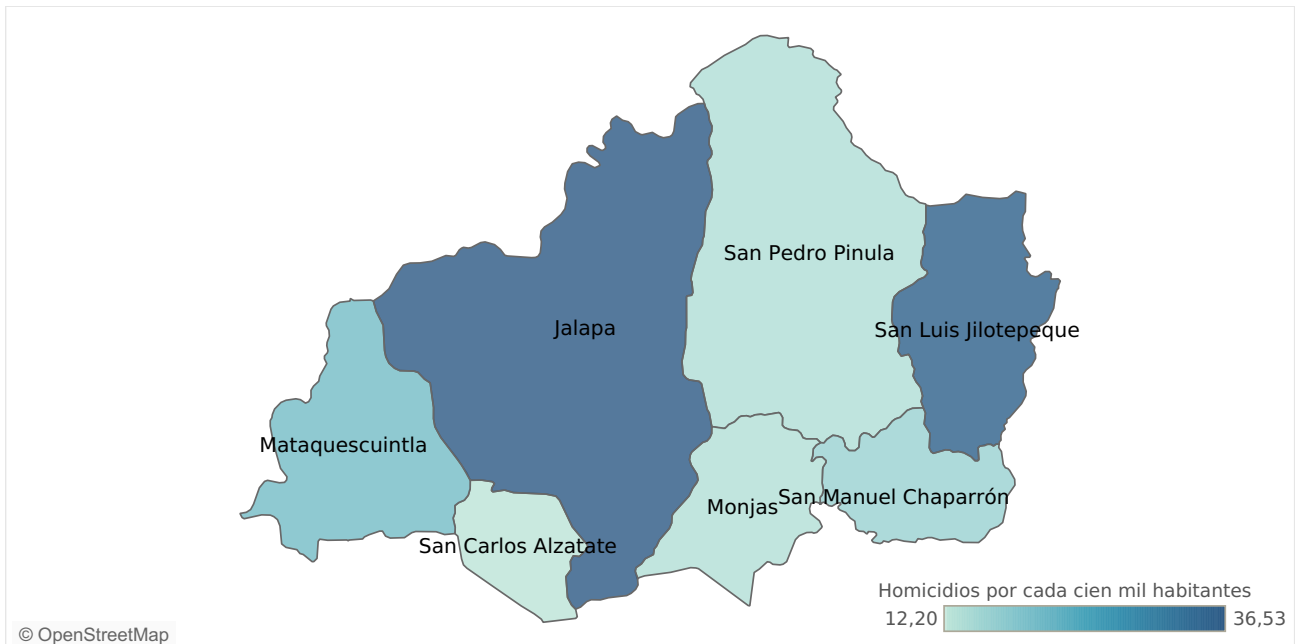 San Pedro Pinula
Jalapa
San Luis Jilotepeque
Mataquescuintla
San Manuel Chaparrón
Monjas
San Carlos Alzatate
Homicidios por cada cien mil habitantes
12,20 36,53
© OpenStreetMap